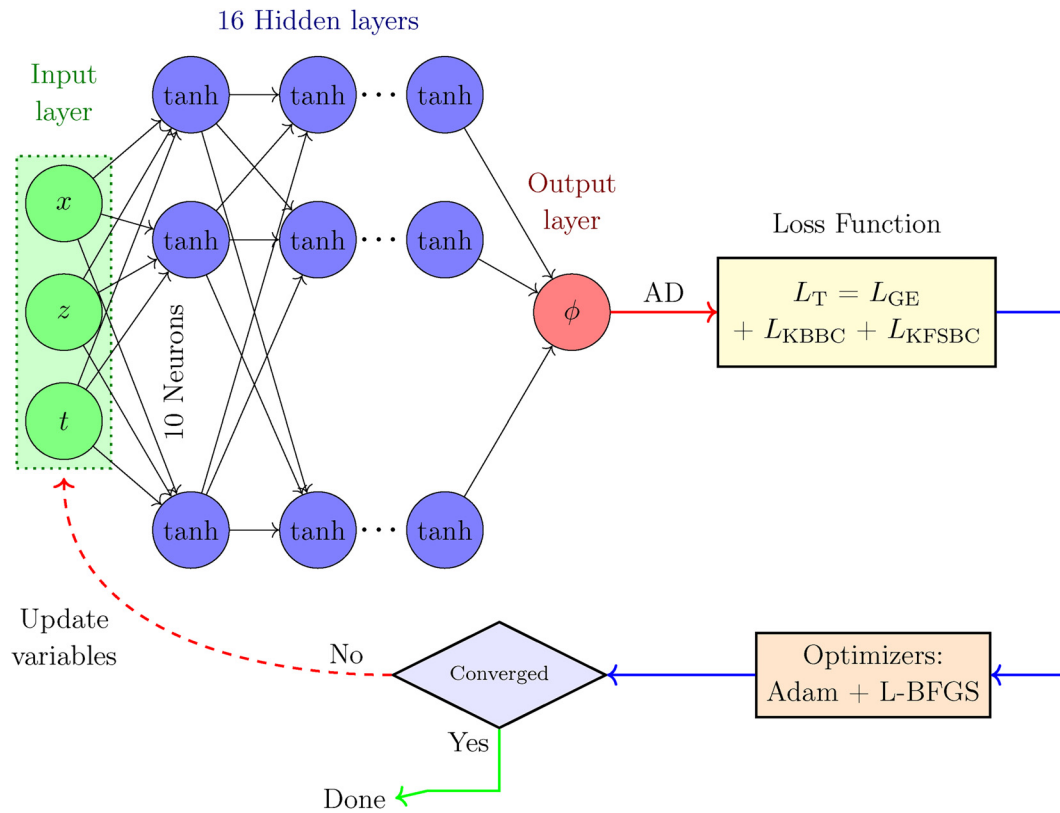 16 Hidden layers
Input
layer
tanh
tanh
tanh
x
Output
layer
tanh
tanh
tanh
Loss Function
z
ϕ
AD
L_T = L_GE
+ L_KBBC + L_KFSBC
10 Neurons
t
tanh
tanh
tanh
Update
variables
No
Converged
Optimizers:
Adam + L-BFGS
Yes
Done